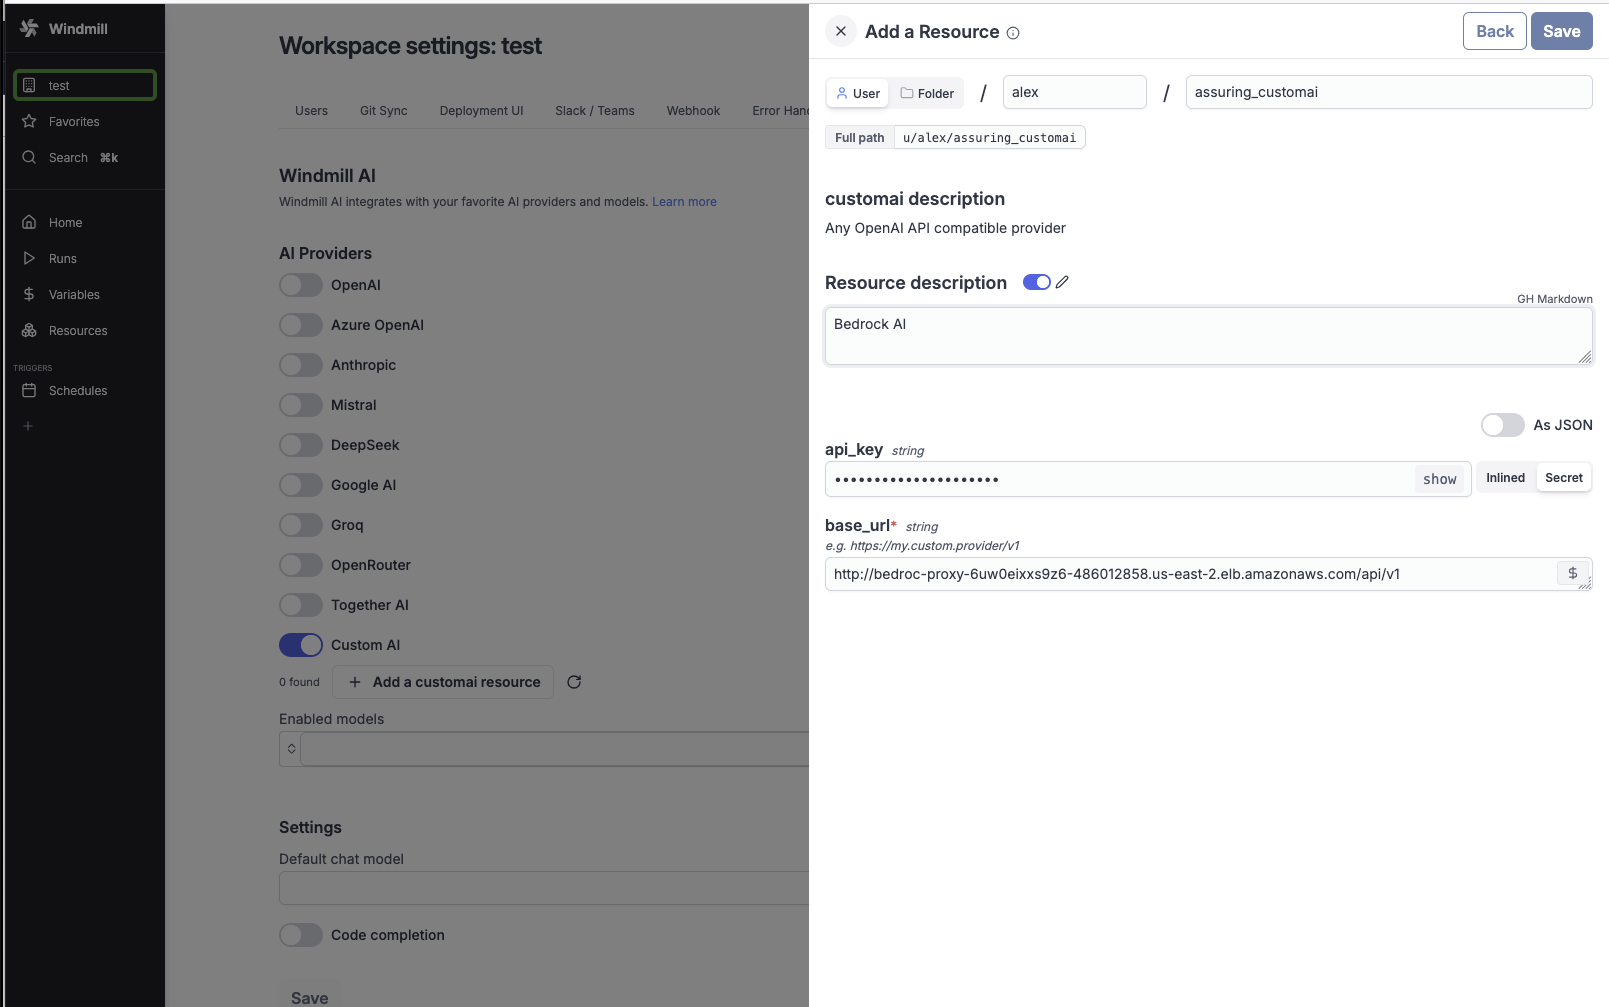 Windmill
test
Favorites
Search ⌘k
Home
Runs
Variables
Resources
TRIGGERS
Schedules
Workspace settings: test
Users Git Sync Deployment UI Slack / Teams Webhook Error Han
Windmill AI
Windmill AI integrates with your favorite AI providers and models. Learn more
AI Providers
OpenAI
Azure OpenAI
Anthropic
Mistral
DeepSeek
Google AI
Groq
OpenRouter
Together AI
Custom AI
0 found + Add a customai resource
Enabled models
Settings
Default chat model
Code completion
Save
Add a Resource
Back Save
User Folder / alex / assuring_customai
Full path u/alex/assuring_customai
customai description
Any OpenAI API compatible provider
Resource description
GH Markdown
Bedrock AI
As JSON
api_key string
••••••••••••••••••••• show Inlined Secret
base_url* string
e.g. https://my.custom.provider/v1
http://bedroc-proxy-6uw0eixxs9z6-486012858.us-east-2.elb.amazonaws.com/api/v1 $